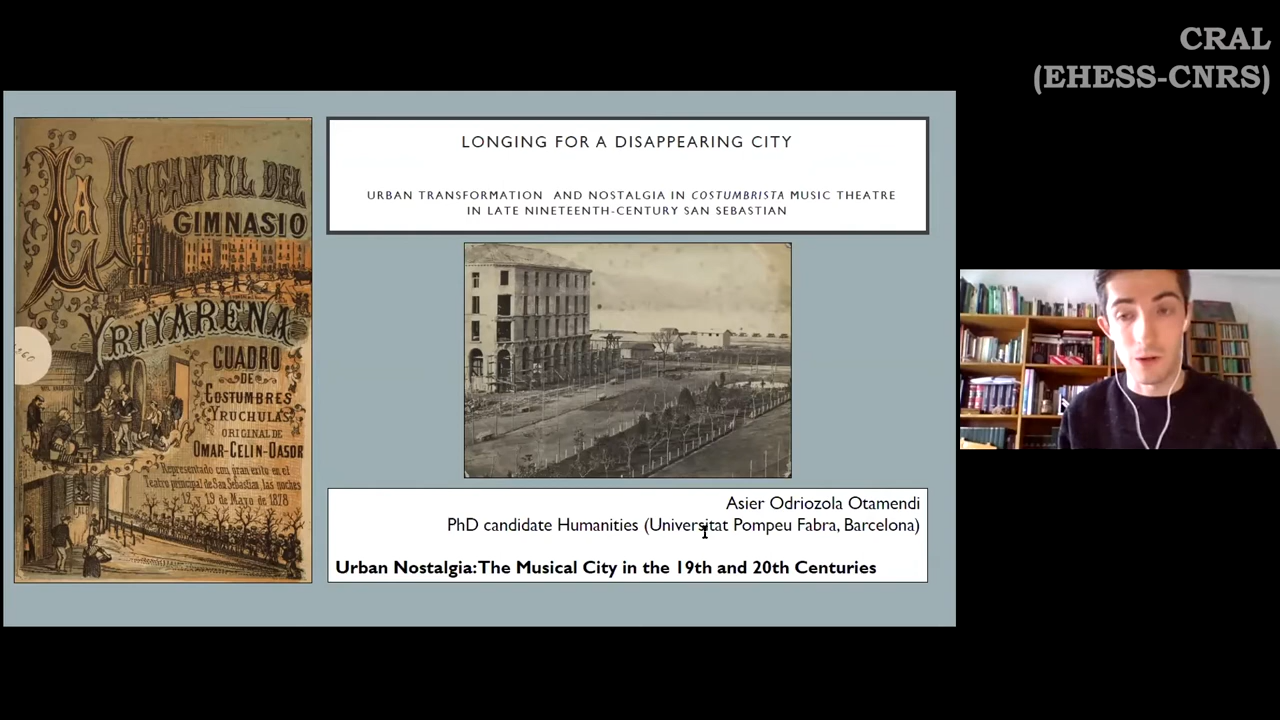 CRAL
(EHESS-CNRS)
LONGING FOR A DISAPPEARING CITY
URBAN TRANSFORMATION AND NOSTALGIA IN COSTUMBRISTA MUSIC THEATRE
IN LATE NINETEENTH-CENTURY SAN SEBASTIAN
LA INFANTIL DEL
GIMNASIO
YRIYARENA
CUADRO
DE
COSTUMBRES
YRUCHULAS
ORIGINAL DE
OMAR-CELIN-DASOR
Representado con gran exito en el
Teatro principal de San Sebastian, las noches
12 y 19 de Mayo de 1878
Asier Odriozola Otamendi
PhD candidate Humanities (Universitat Pompeu Fabra, Barcelona)
Urban Nostalgia: The Musical City in the 19th and 20th Centuries